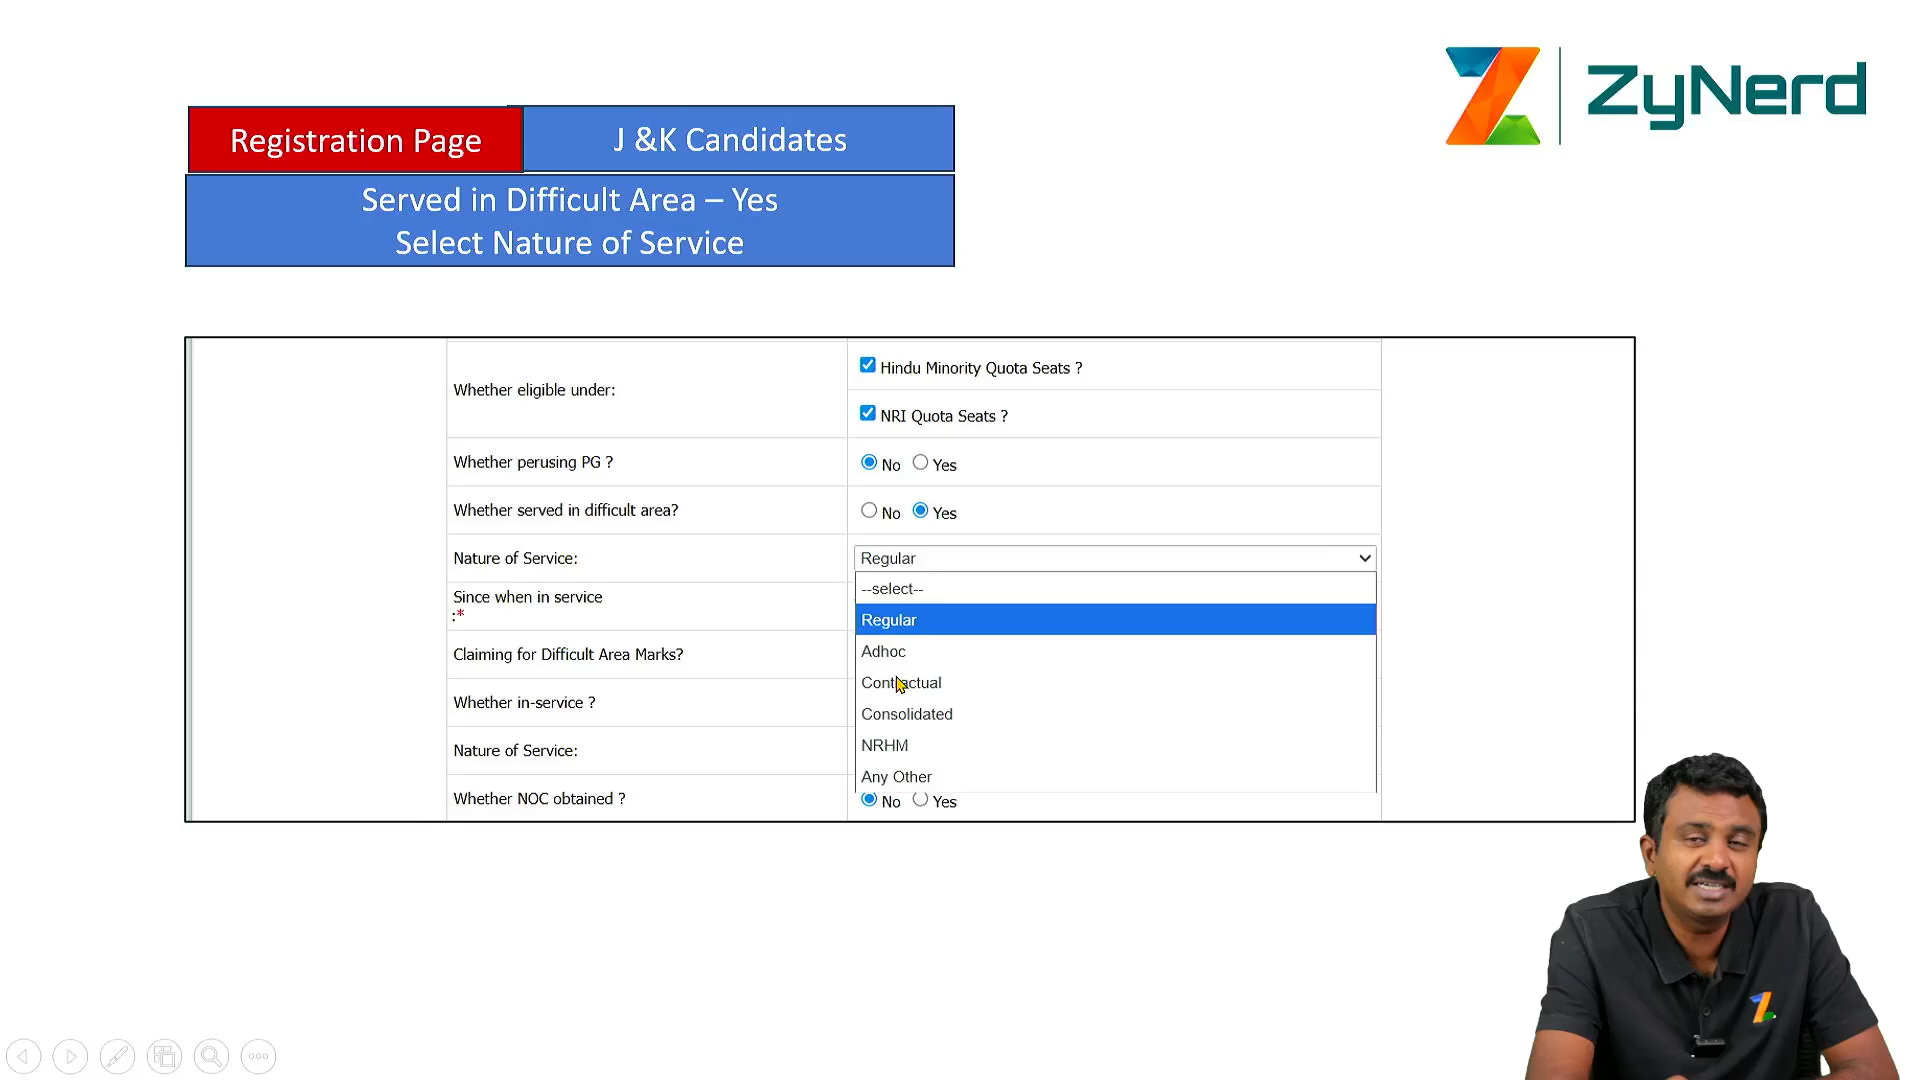 ZyNerd
Registration Page
J &K Candidates
Served in Difficult Area – Yes
Select Nature of Service
Whether eligible under:
Hindu Minority Quota Seats ?
NRI Quota Seats ?
Whether perusing PG ?
No Yes
Whether served in difficult area?
No Yes
Nature of Service:
Regular
--select--
Regular
Adhoc
Contractual
Consolidated
NRHM
Any Other
Since when in service
:*
Claiming for Difficult Area Marks?
Whether in-service ?
Nature of Service:
Whether NOC obtained ?
No Yes